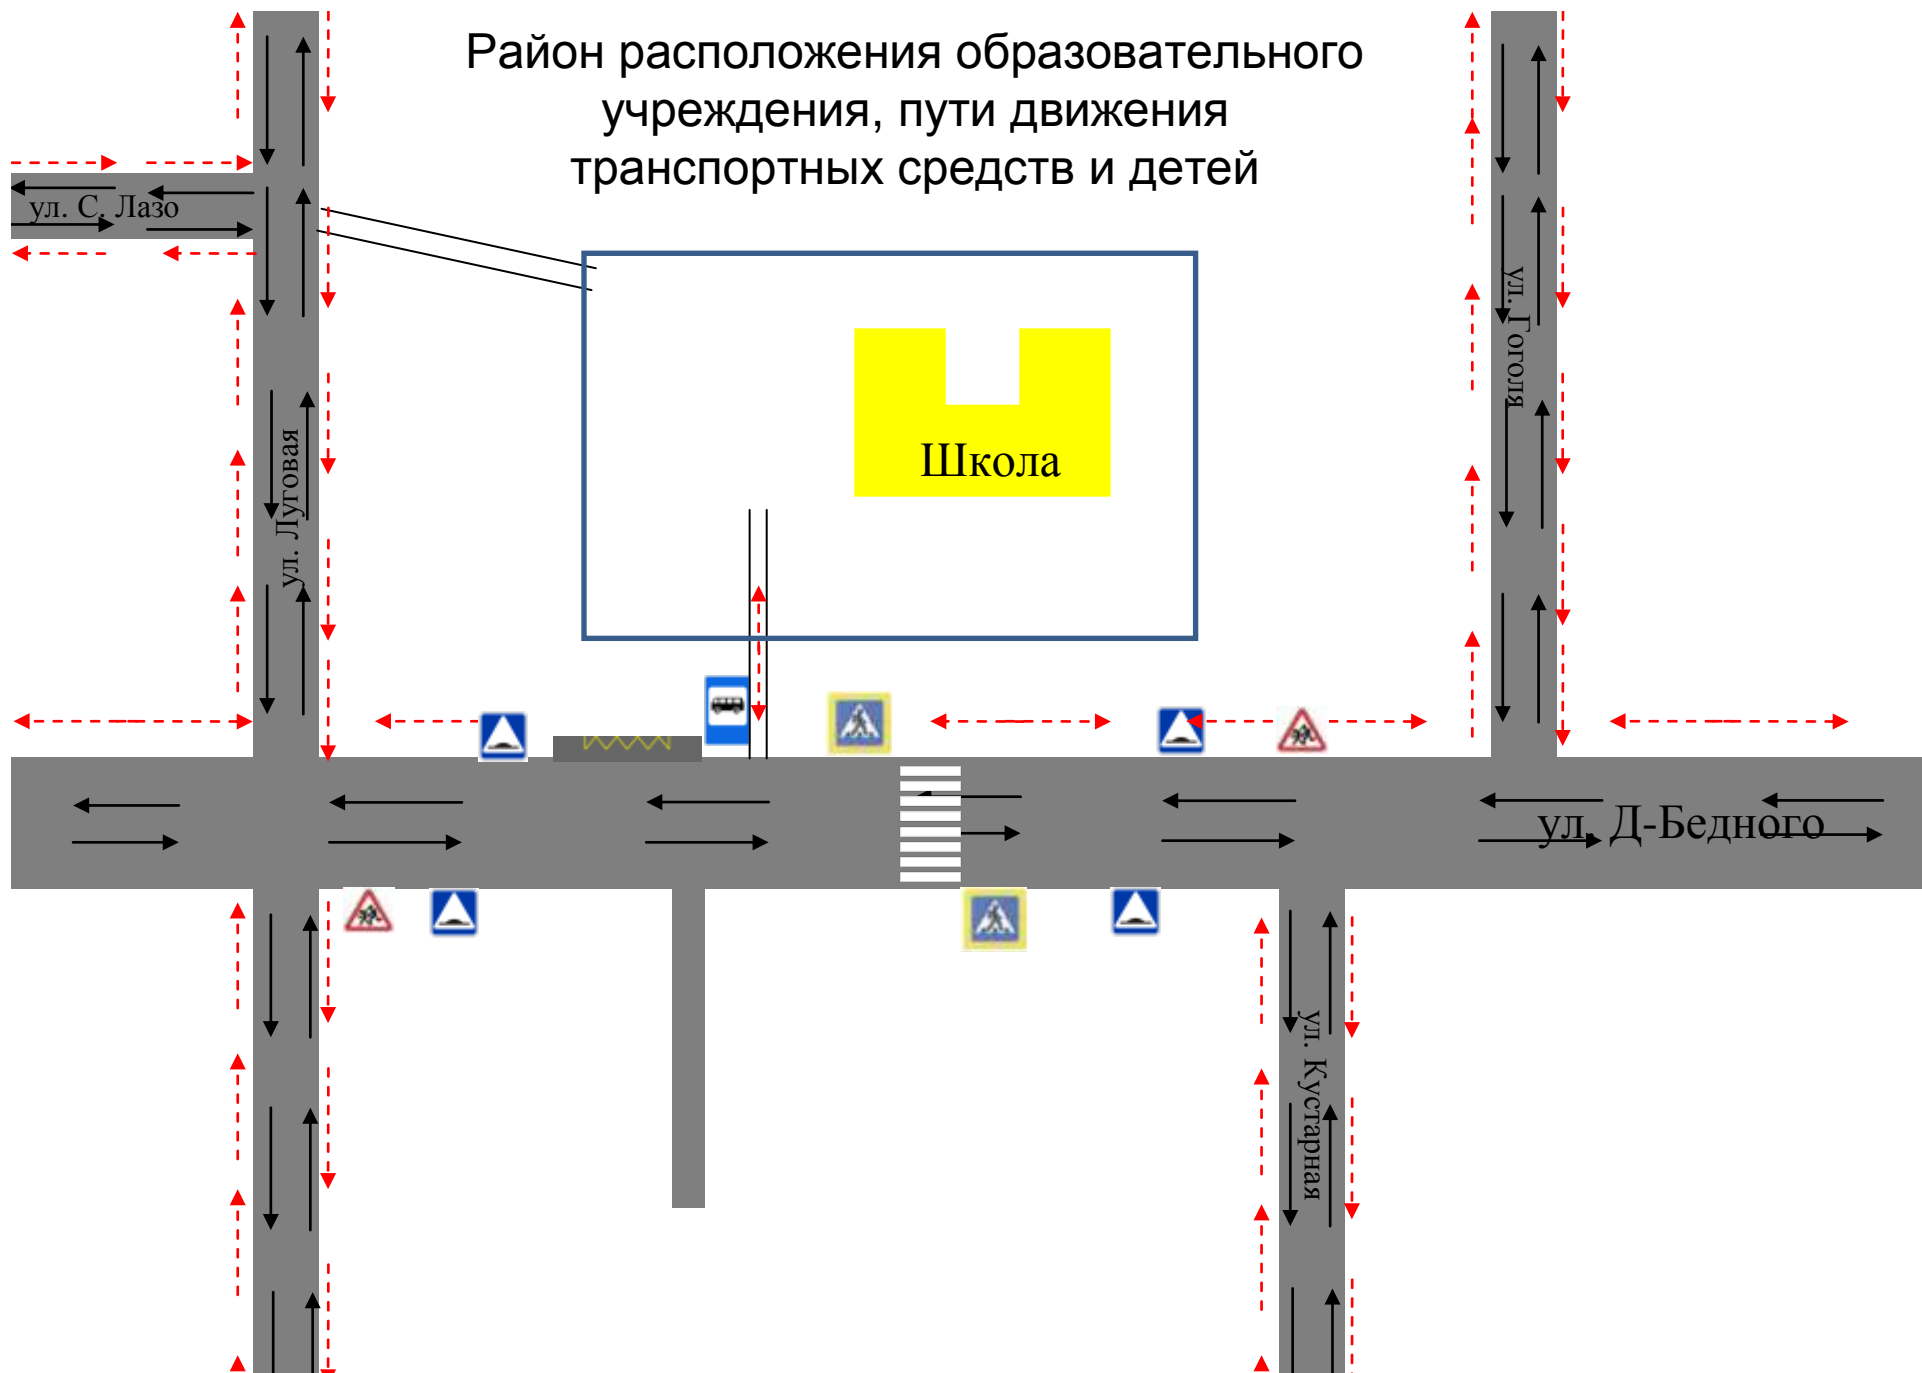 Район расположения образовательного
учреждения, пути движения
транспортных средств и детей
ул. С. Лазо
ул. Гоголя
Школа
ул. Луговая
ул. Д-Бедного
ул. Кустарная